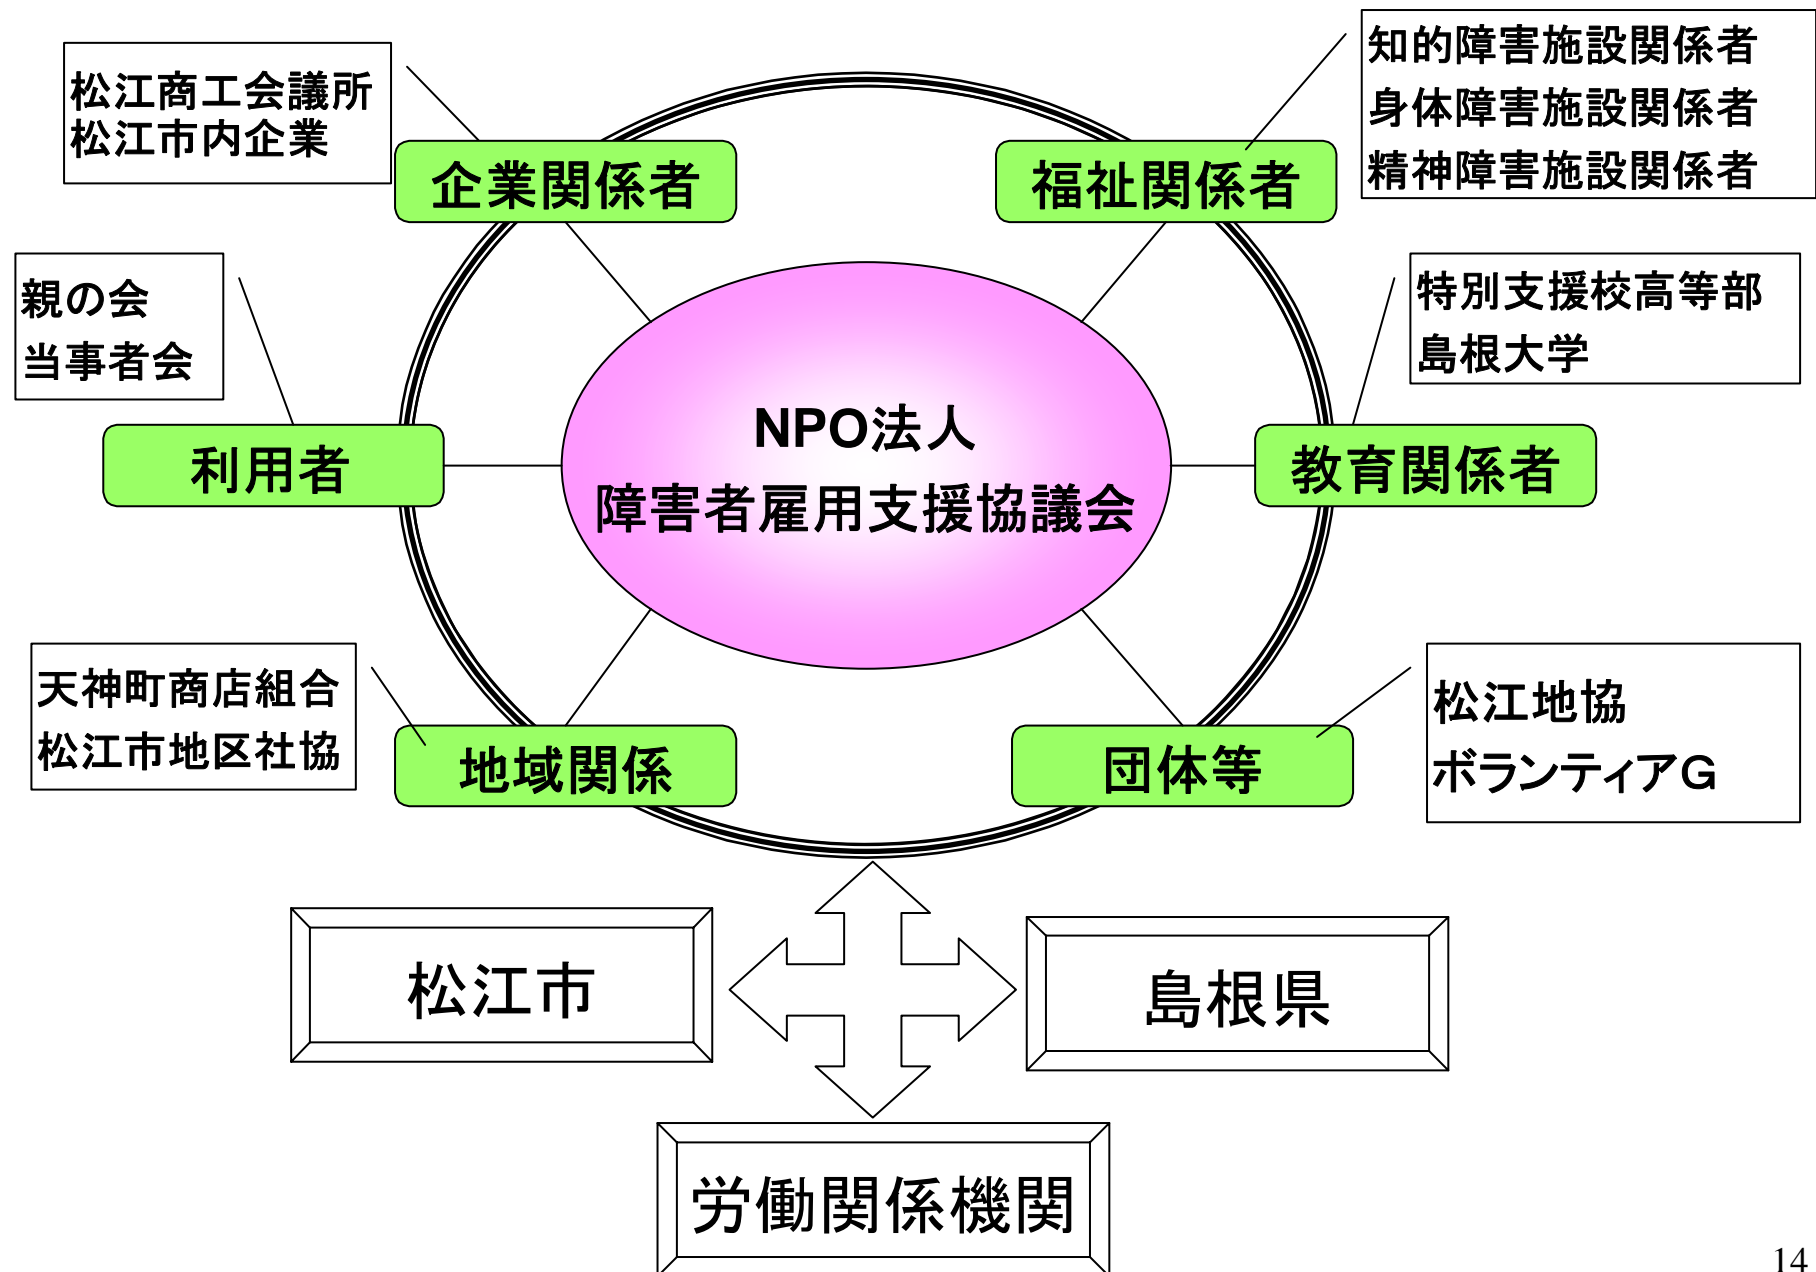 松江商工会議所
松江市内企業
企業関係者
知的障害施設関係者
身体障害施設関係者
精神障害施設関係者
福祉関係者
親の会
当事者会
利用者
特別支援校高等部
島根大学
教育関係者
NPO法人
障害者雇用支援協議会
天神町商店組合
松江市地区社協
地域関係
松江地協
ボランティアG
団体等
松江市
島根県
労働関係機関
14